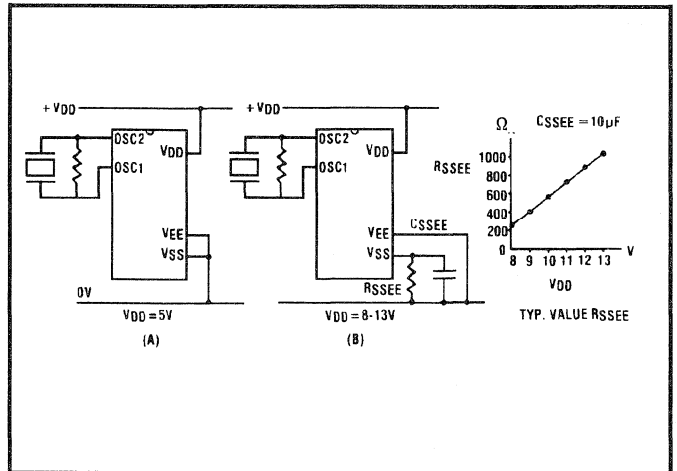 + VDD
OSC2
VDD
OSC1
VEE
VSS
0V
VDD = 5V
(A)
+ VDD
OSC2
VDD
OSC1
VEE
CSSEE
VSS
RSSEE
VDD = 8-13V
(B)
Ω
CSSEE = 10µF
RSSEE
1000
800
600
400
200
0
8 9 10 11 12 13 V
VDD
TYP. VALUE RSSEE